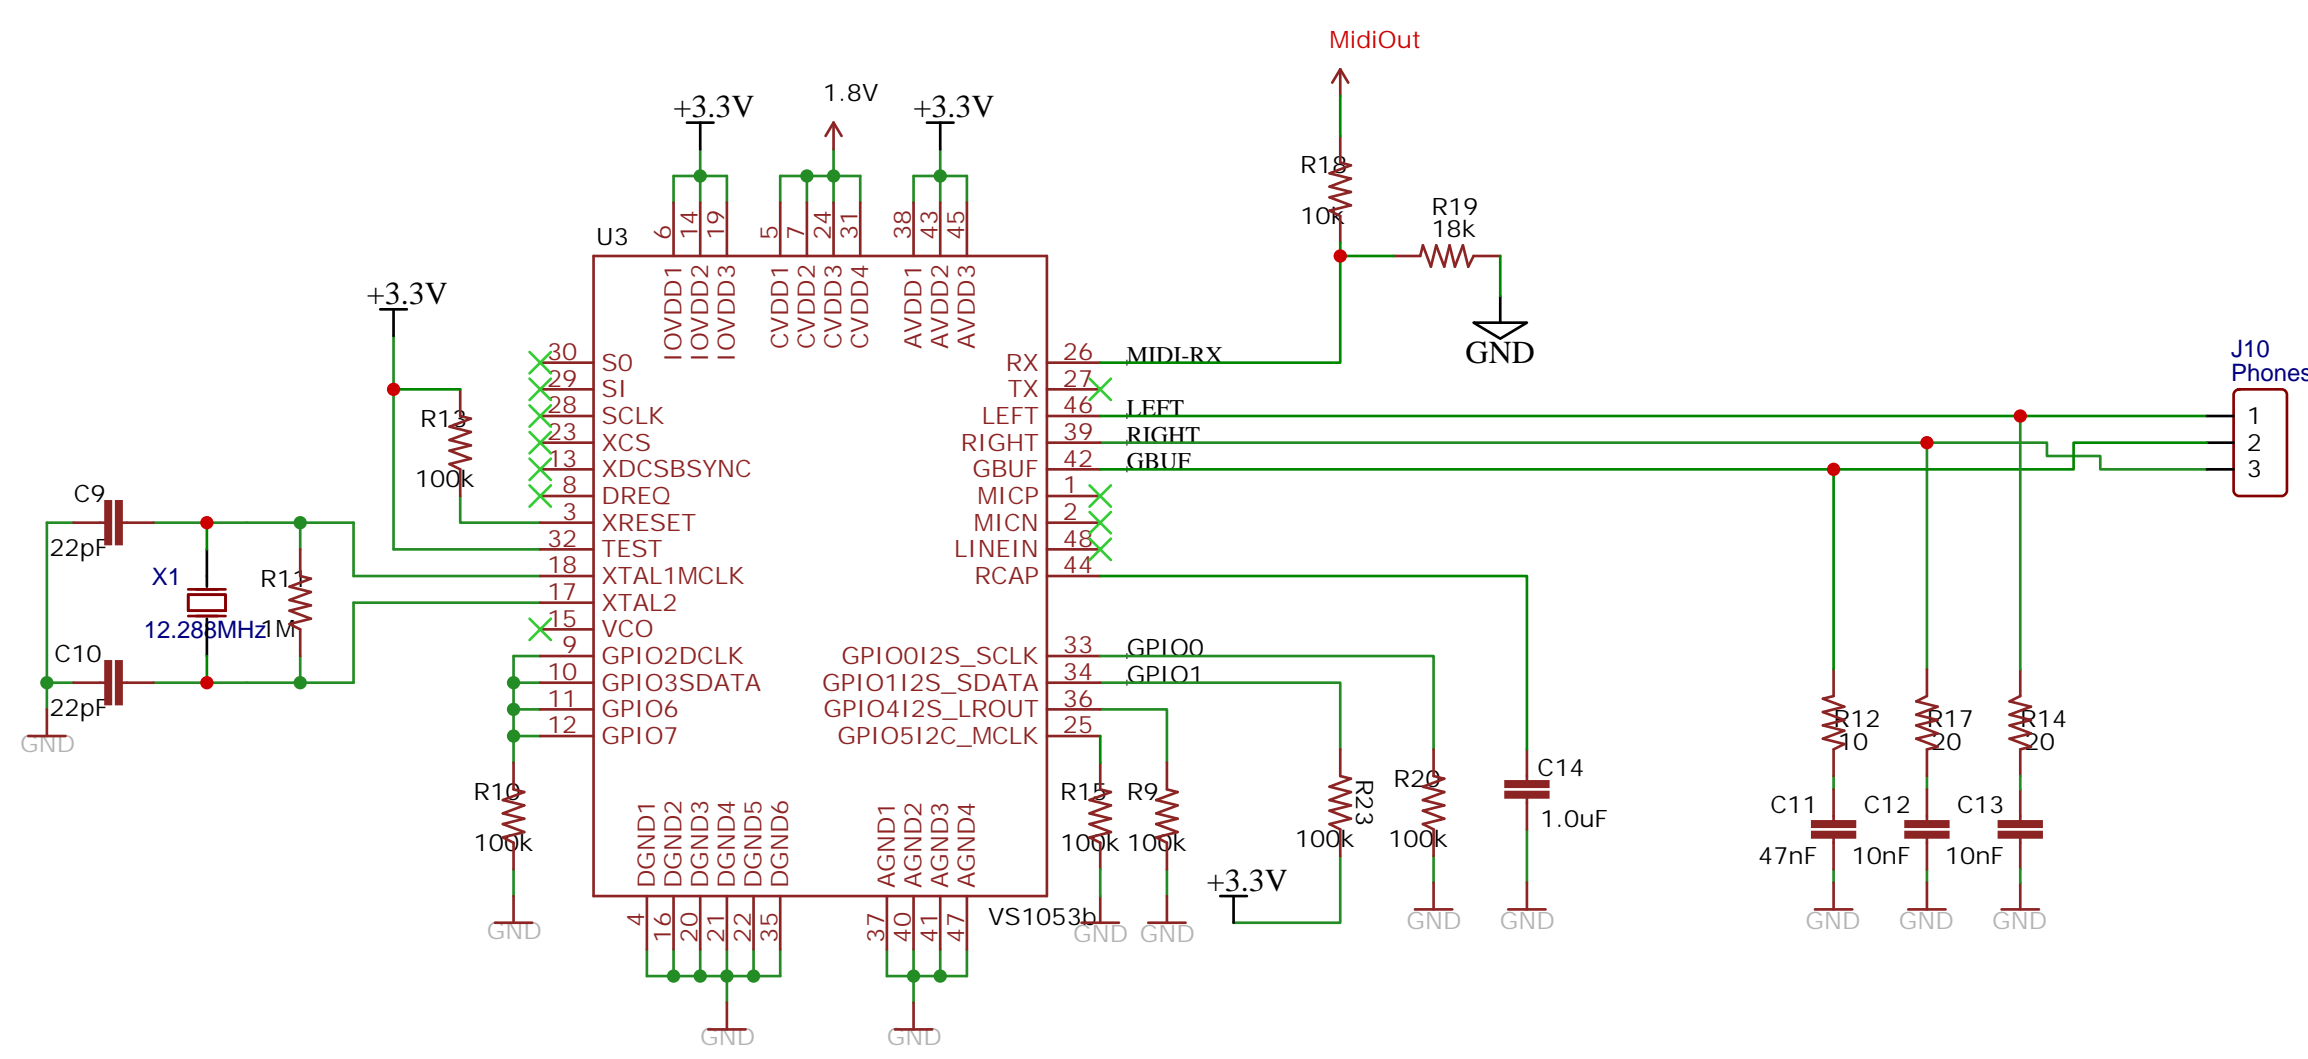 MidiOut
+3.3V
1.8V
+3.3V
R18
10k
R19
18k
GND
6
14
19
5
7
24
31
38
43
45
U3
IOVDD1
IOVDD2
IOVDD3
CVDD1
CVDD2
CVDD3
CVDD4
AVDD1
AVDD2
AVDD3
+3.3V
R13
100k
30 S0
29 SI
28 SCLK
23 XCS
13 XDCSBSYNC
8 DREQ
3 XRESET
32 TEST
18 XTAL1MCLK
17 XTAL2
15 VCO
9 GPIO2DCLK
10 GPIO3SDATA
11 GPIO6
12 GPIO7
RX 26 MIDI-RX
TX 27
LEFT 46 LEFT
RIGHT 39 RIGHT
GBUF 42 GBUF
MICP 1
MICN 2
LINEIN 48
RCAP 44
GPIO0I2S_SCLK 33 GPIO0
GPIO1I2S_SDATA 34 GPIO1
GPIO4I2S_LROUT 36
GPIO5I2C_MCLK 25
J10
Phones
1
2
3
C9
22pF
X1
12.288MHz
R11
1M
C10
22pF
GND
R10
100k
GND
DGND1
DGND2
DGND3
DGND4
DGND5
DGND6
AGND1
AGND2
AGND3
AGND4
4
16
20
21
22
35
37
40
41
47
VS1053b
GND
GND
R15
100k
GND
R9
100k
GND
R23
100k
+3.3V
R20
100k
GND
C14
1.0uF
GND
R12
10
R17
20
R14
20
C11
47nF
C12
10nF
C13
10nF
GND
GND
GND